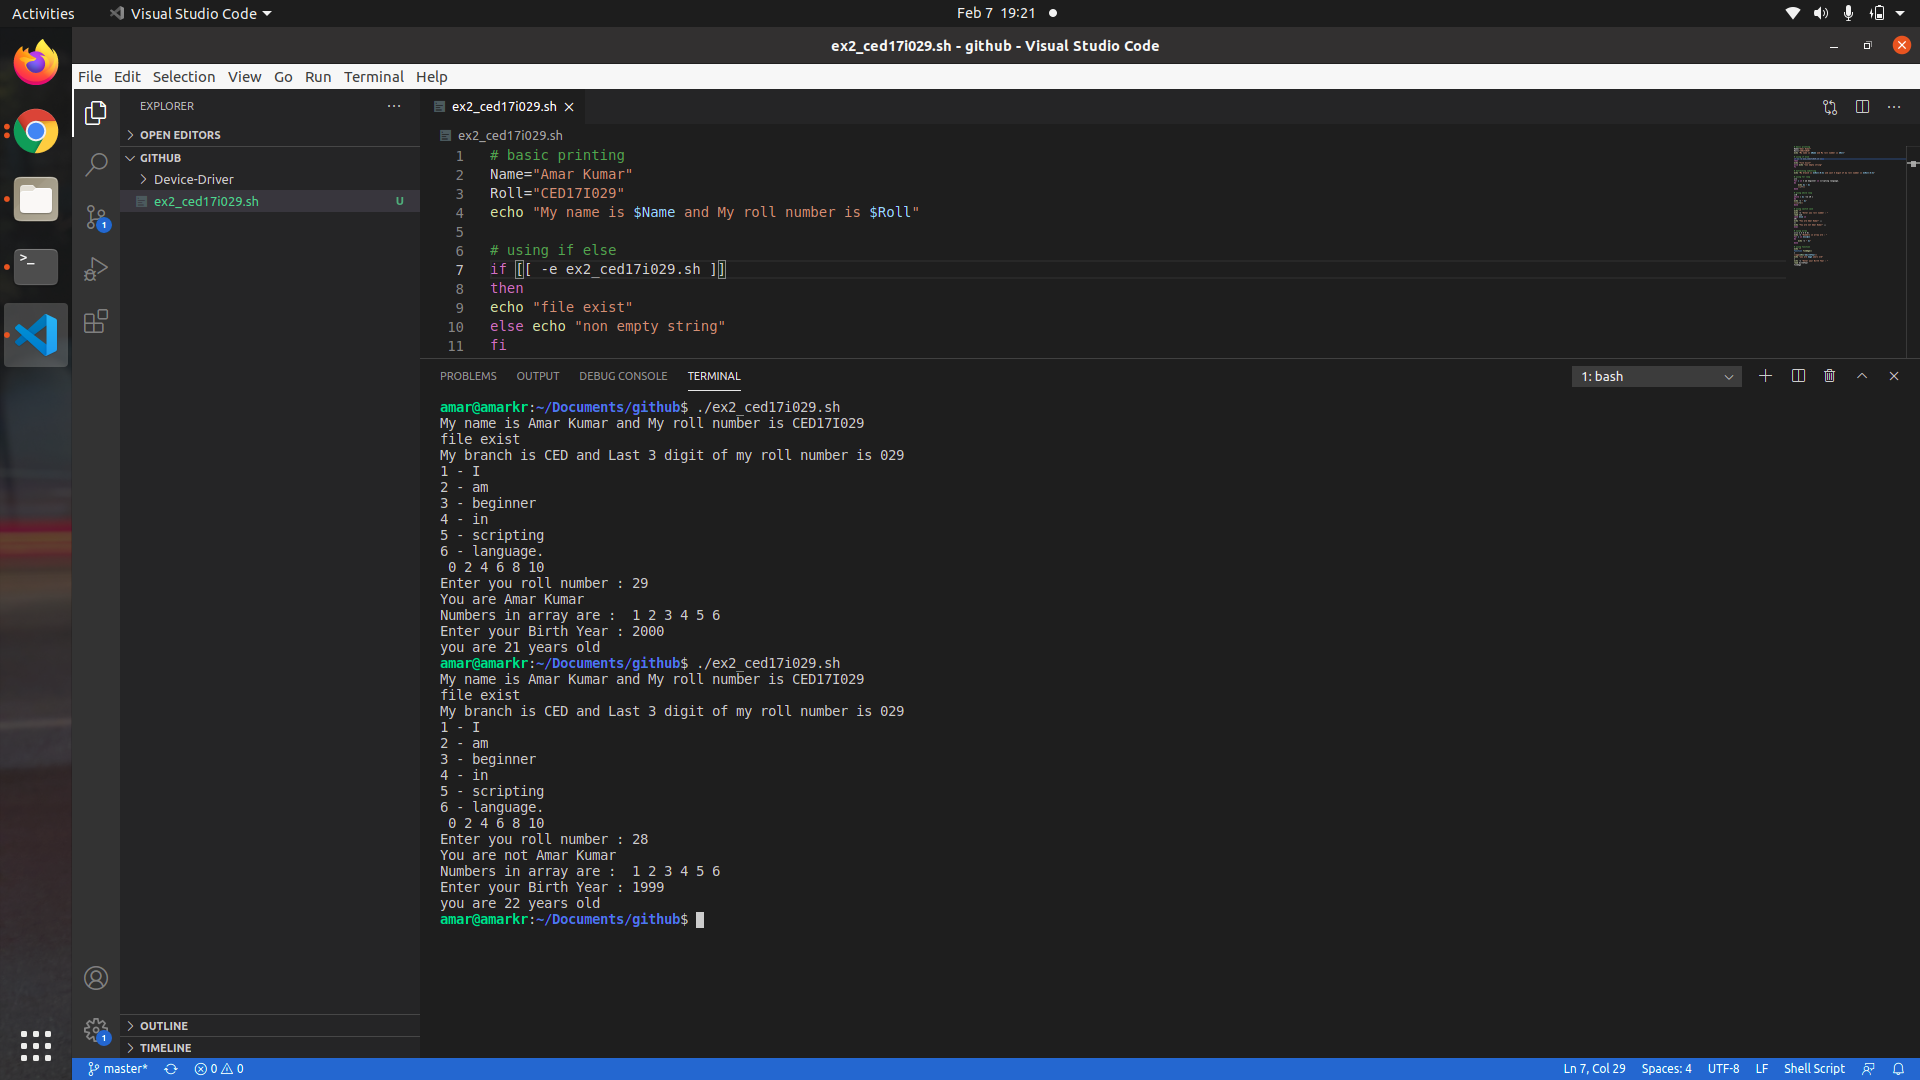 Activities
Visual Studio Code
Feb 7 19:21
ex2_ced17i029.sh - github - Visual Studio Code
File Edit Selection View Go Run Terminal Help
EXPLORER
OPEN EDITORS
GITHUB
Device-Driver
ex2_ced17i029.sh U
1
1
OUTLINE
TIMELINE
ex2_ced17i029.sh
ex2_ced17i029.sh
1 # basic printing
2 Name="Amar Kumar"
3 Roll="CED17I029"
4 echo "My name is $Name and My roll number is $Roll"
5
6 # using if else
7 if [[ -e ex2_ced17i029.sh ]]
8 then
9 echo "file exist"
10 else echo "non empty string"
11 fi
PROBLEMS OUTPUT DEBUG CONSOLE TERMINAL
1: bash
amar@amarkr:~/Documents/github$ ./ex2_ced17i029.sh
My name is Amar Kumar and My roll number is CED17I029
file exist
My branch is CED and Last 3 digit of my roll number is 029
1 - I
2 - am
3 - beginner
4 - in
5 - scripting
6 - language.
0 2 4 6 8 10
Enter you roll number : 29
You are Amar Kumar
Numbers in array are :  1 2 3 4 5 6
Enter your Birth Year : 2000
you are 21 years old
amar@amarkr:~/Documents/github$ ./ex2_ced17i029.sh
My name is Amar Kumar and My roll number is CED17I029
file exist
My branch is CED and Last 3 digit of my roll number is 029
1 - I
2 - am
3 - beginner
4 - in
5 - scripting
6 - language.
0 2 4 6 8 10
Enter you roll number : 28
You are not Amar Kumar
Numbers in array are :  1 2 3 4 5 6
Enter your Birth Year : 1999
you are 22 years old
amar@amarkr:~/Documents/github$
master* 0 0
Ln 7, Col 29 Spaces: 4 UTF-8 LF Shell Script